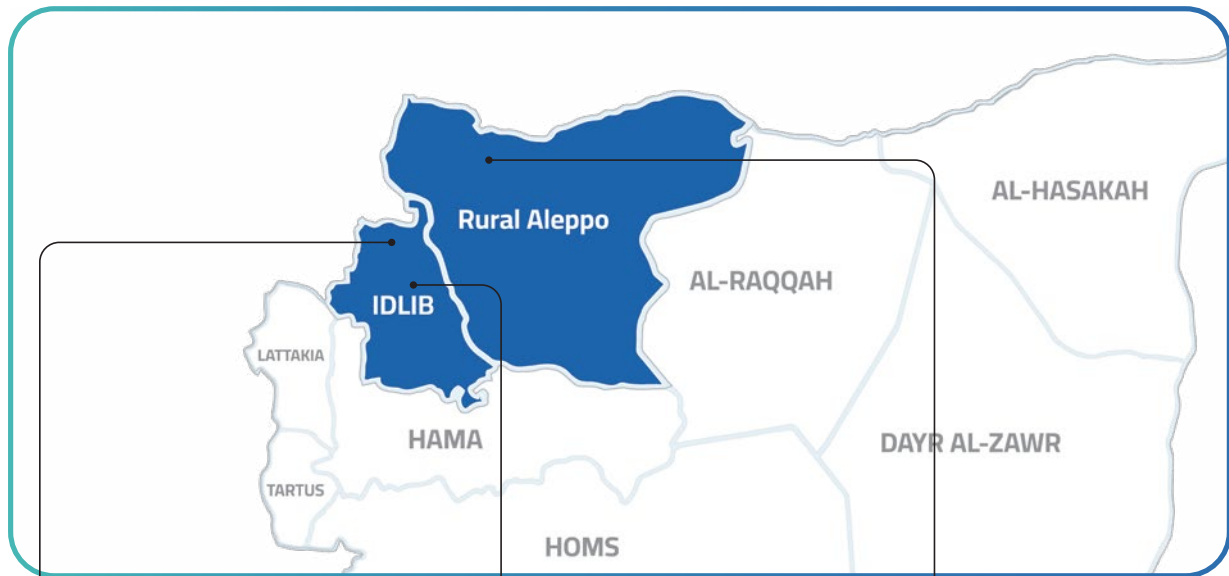 AL-HASAKAH
Rural Aleppo
AL-RAQQAH
IDLIB
LATTAKIA
HAMA
DAYR AL-ZAWR
TARTUS
HOMS